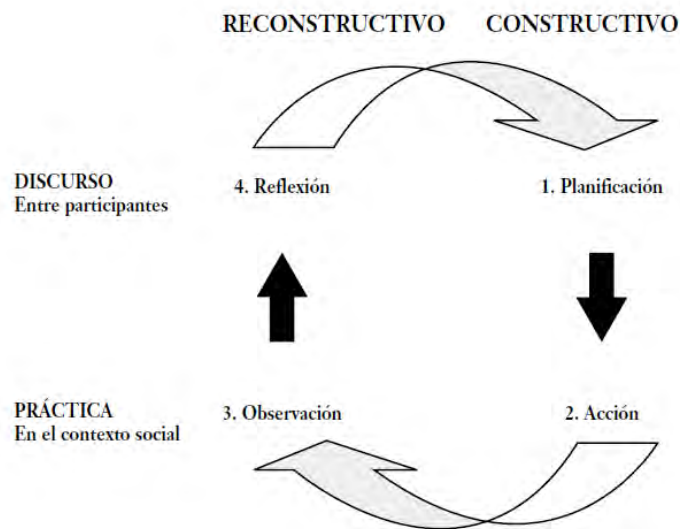 RECONSTRUCTIVO CONSTRUCTIVO
DISCURSO
Entre participantes
4. Reflexión
1. Planificación
PRÁCTICA
En el contexto social
3. Observación
2. Acción